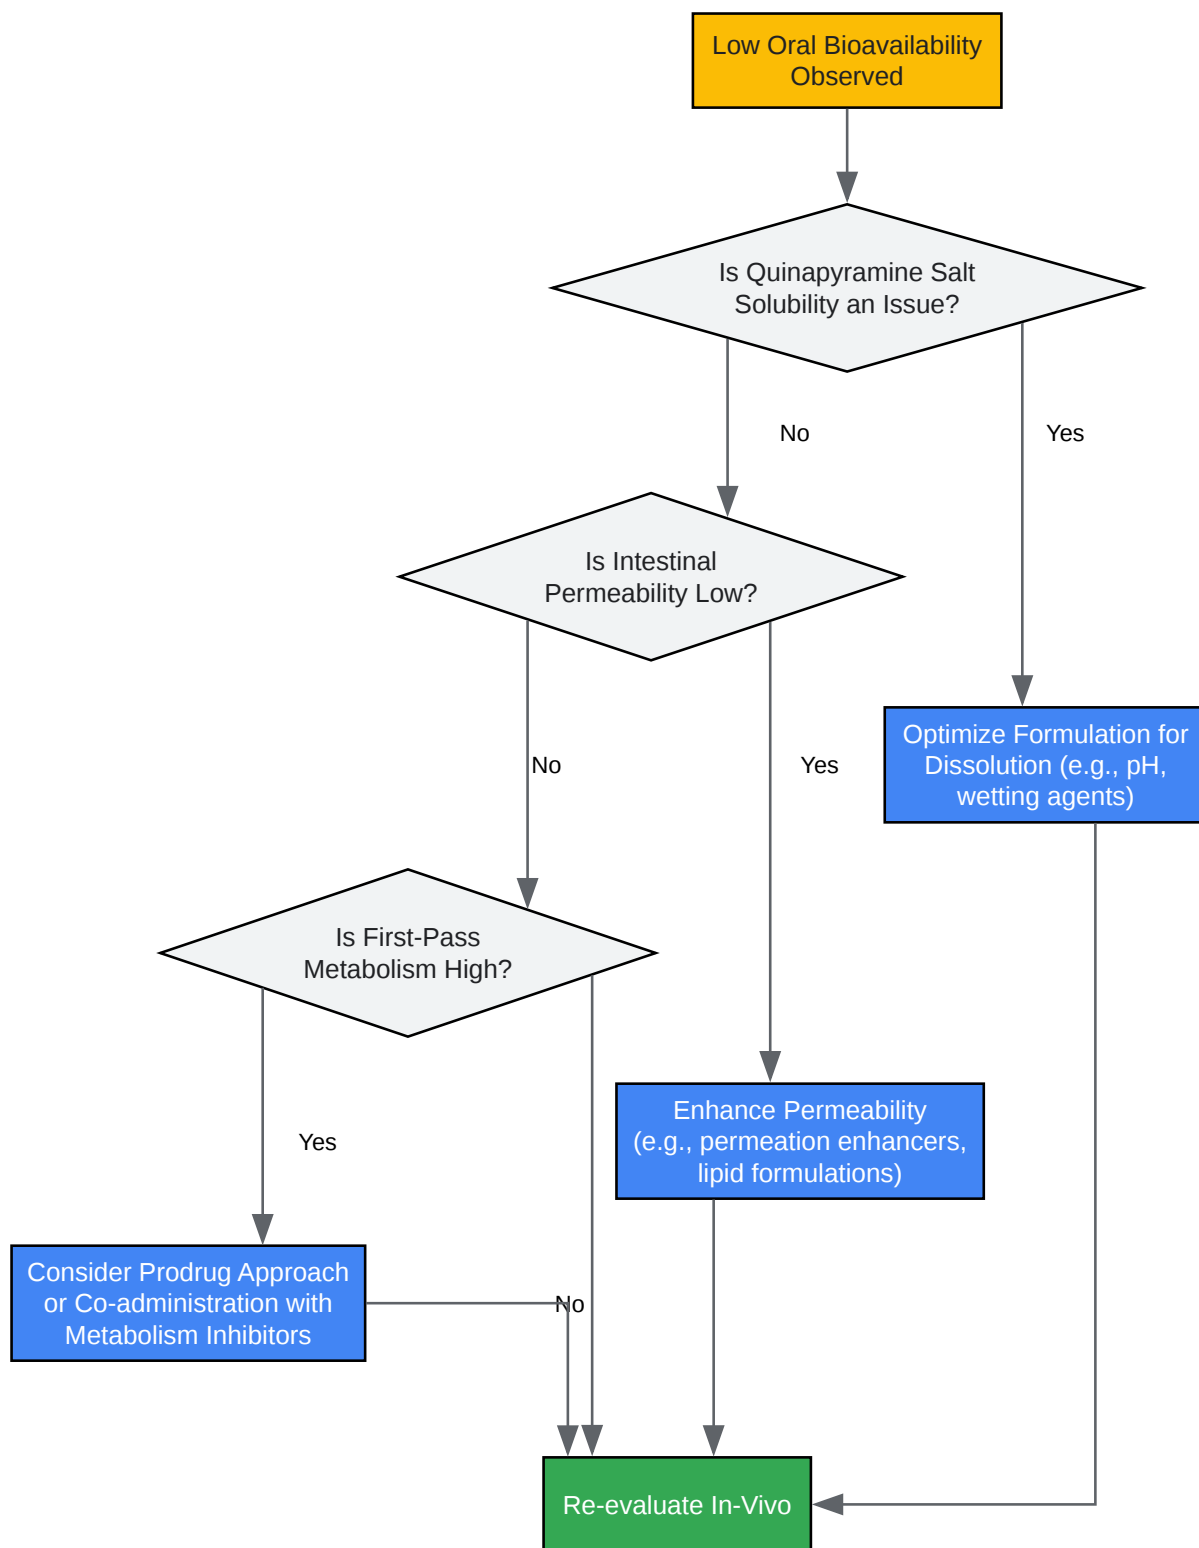 Low Oral Bioavailability
Observed
Is Quinapyramine Salt
Solubility an Issue?
No
Yes
Is Intestinal
Permeability Low?
No
Yes
Optimize Formulation for
Dissolution (e.g., pH,
wetting agents)
Is First-Pass
Metabolism High?
Yes
Enhance Permeability
(e.g., permeation enhancers,
lipid formulations)
Consider Prodrug Approach
or Co-administration with
Metabolism Inhibitors
No
Re-evaluate In-Vivo